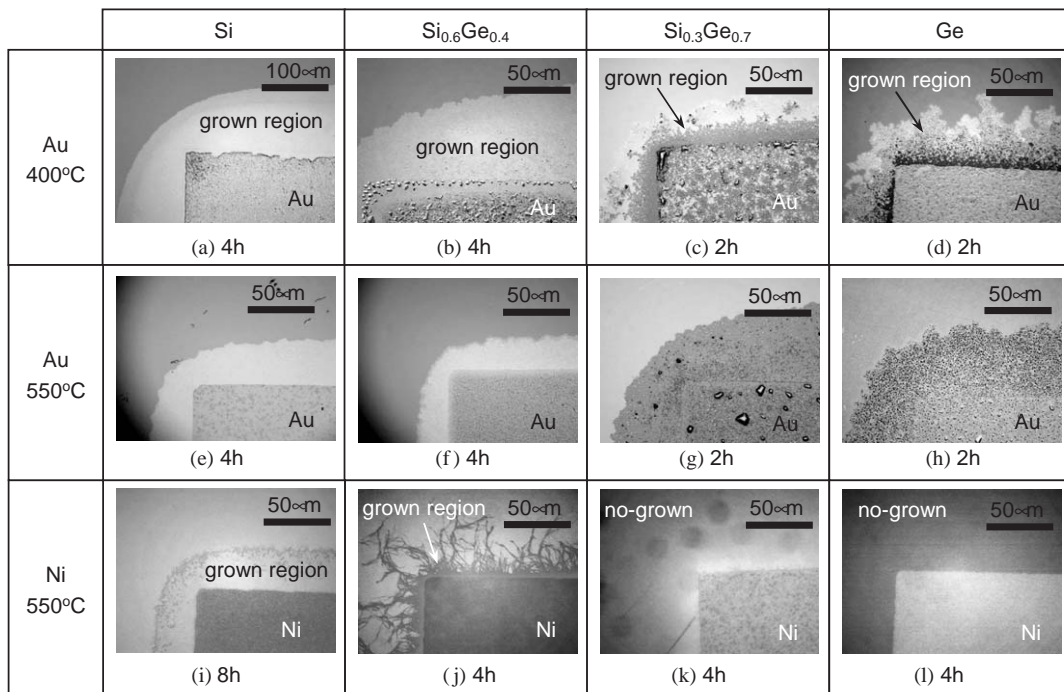 Si Si₀.₆Ge₀.₄ Si₀.₃Ge₀.₇ Ge
Au
400°C
100∝m
grown region
Au
(a) 4h
50∝m
grown region
Au
(b) 4h
50∝m
grown region
Au
(c) 2h
50∝m
grown region
Au
(d) 2h
Au
550°C
50∝m
Au
(e) 4h
50∝m
Au
(f) 4h
50∝m
Au
(g) 2h
50∝m
Au
(h) 2h
Ni
550°C
50∝m
grown region
Ni
(i) 8h
50∝m
grown region
Ni
(j) 4h
50∝m
no-grown
Ni
(k) 4h
no-grown
50∝m
Ni
(l) 4h